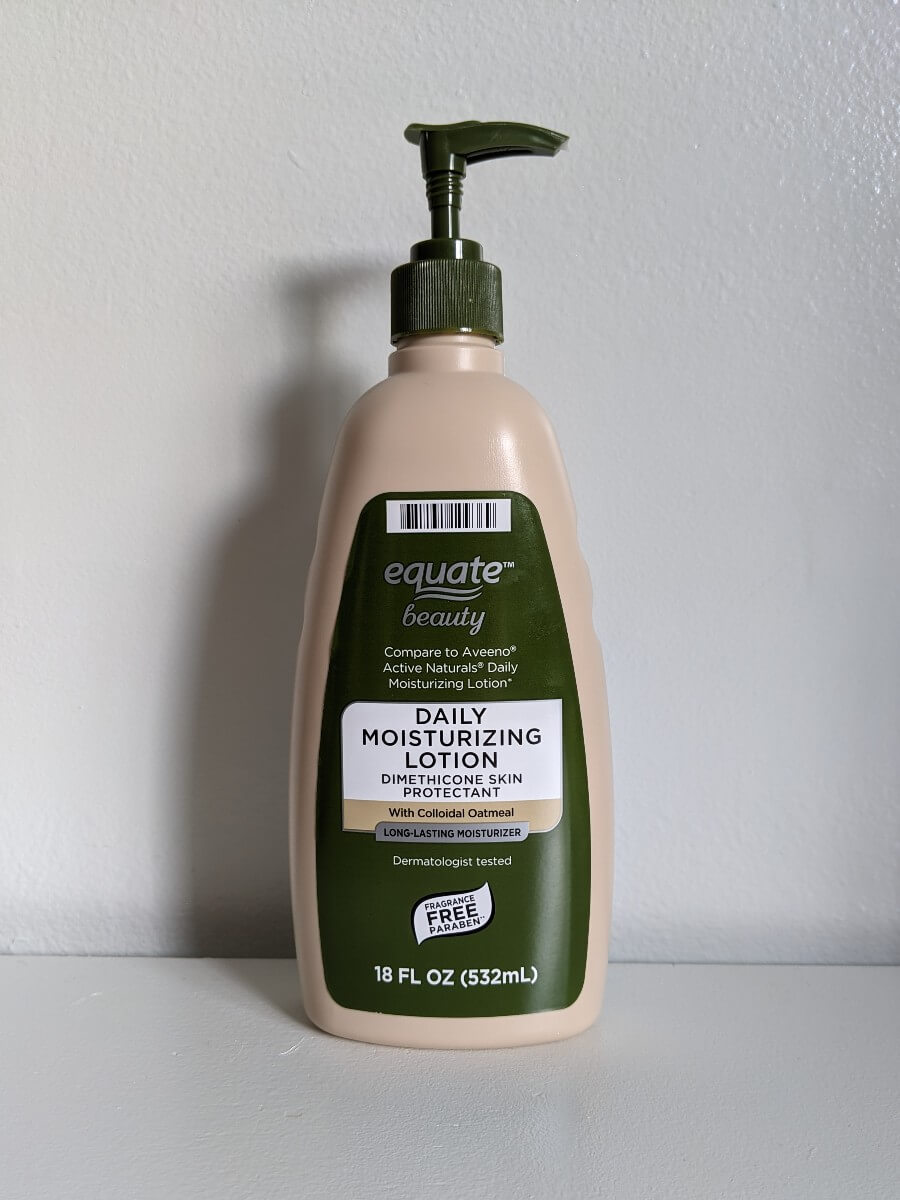 equate™
beauty
Compare to Aveeno®
Active Naturals® Daily
Moisturizing Lotion*
DAILY
MOISTURIZING
LOTION
DIMETHICONE SKIN
PROTECTANT
With Colloidal Oatmeal
LONG-LASTING MOISTURIZER
Dermatologist tested
FRAGRANCE
FREE
PARABEN**
18 FL OZ (532mL)